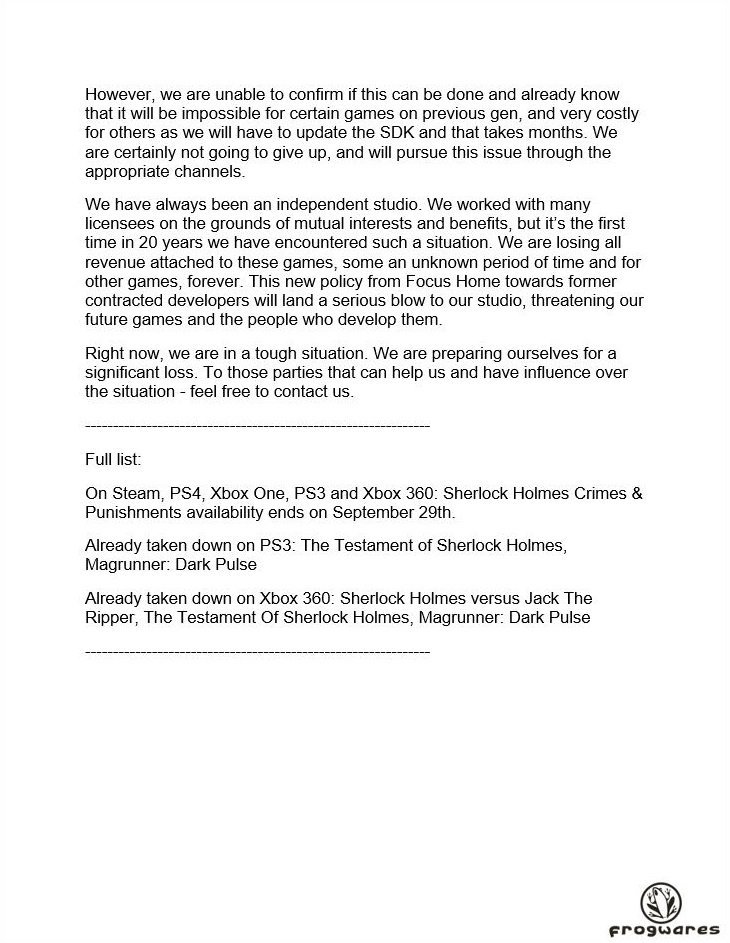 However, we are unable to confirm if this can be done and already know
that it will be impossible for certain games on previous gen, and very costly
for others as we will have to update the SDK and that takes months. We
are certainly not going to give up, and will pursue this issue through the
appropriate channels.
We have always been an independent studio. We worked with many
licensees on the grounds of mutual interests and benefits, but it’s the first
time in 20 years we have encountered such a situation. We are losing all
revenue attached to these games, some an unknown period of time and for
other games, forever. This new policy from Focus Home towards former
contracted developers will land a serious blow to our studio, threatening our
future games and the people who develop them.
Right now, we are in a tough situation. We are preparing ourselves for a
significant loss. To those parties that can help us and have influence over
the situation - feel free to contact us.
--------------------------------------------------------------
Full list:
On Steam, PS4, Xbox One, PS3 and Xbox 360: Sherlock Holmes Crimes &
Punishments availability ends on September 29th.
Already taken down on PS3: The Testament of Sherlock Holmes,
Magrunner: Dark Pulse
Already taken down on Xbox 360: Sherlock Holmes versus Jack The
Ripper, The Testament Of Sherlock Holmes, Magrunner: Dark Pulse
--------------------------------------------------------------
frogwares